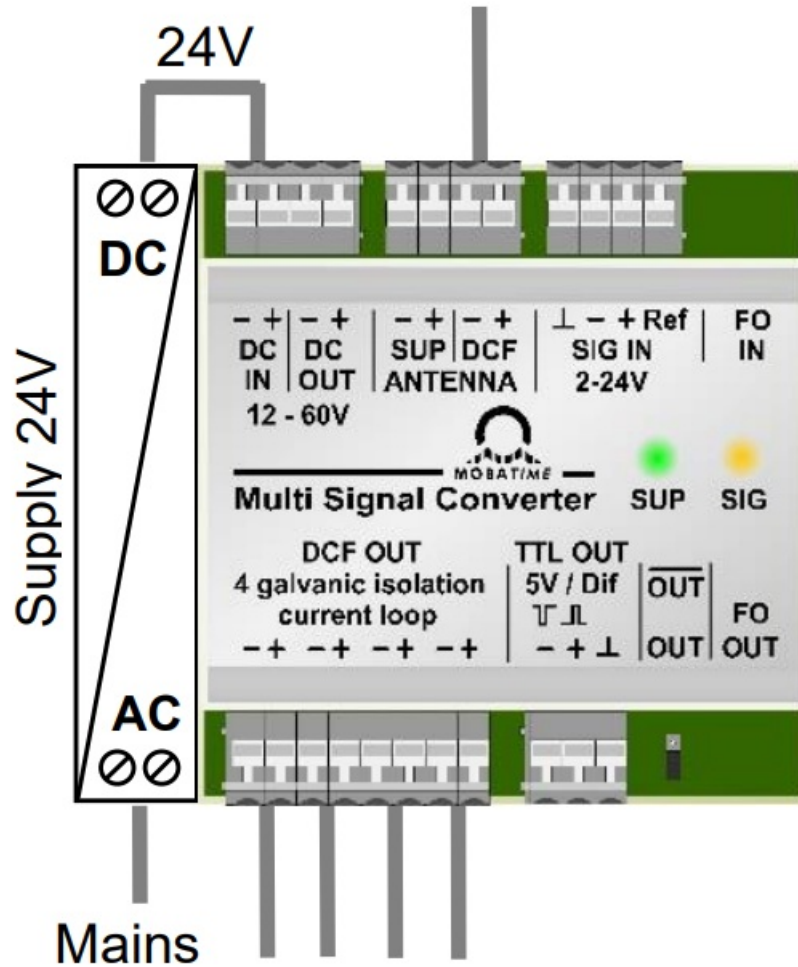 24V
DC
Supply 24V
- + - + - + - + ⊥ - + Ref FO
DC DC SUP DCF SIG IN IN
IN OUT ANTENNA 2-24V
12 - 60V
MOBATIME
Multi Signal Converter SUP SIG
DCF OUT TTL OUT
4 galvanic isolation 5V / Dif OUT
current loop FO
- + - + - + - + - + ⊥ OUT OUT
AC
Mains